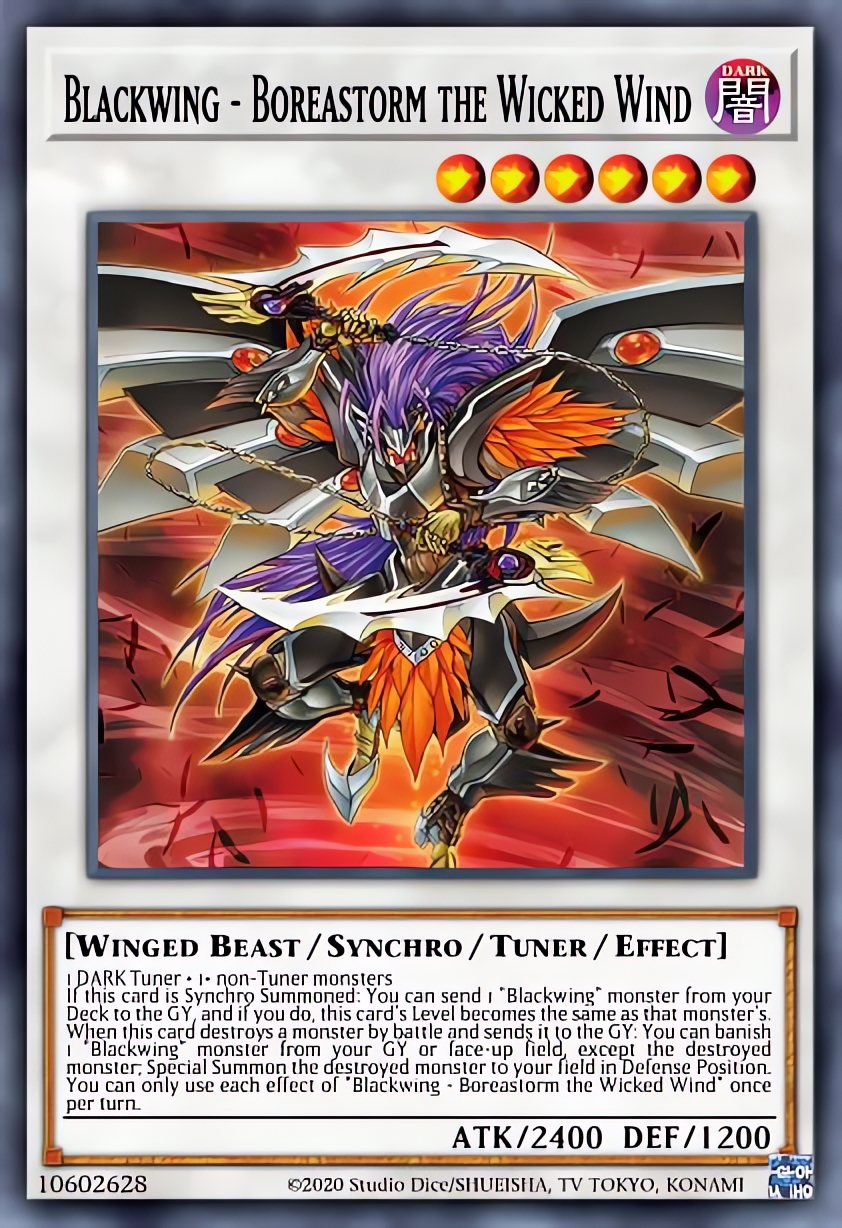 Blackwing - Boreastorm the Wicked Wind
DARK
闇
[Winged Beast/Synchro/Tuner/Effect]
1 DARK Tuner + 1+ non-Tuner monsters
If this card is Synchro Summoned: You can send 1 "Blackwing" monster from your
Deck to the GY, and if you do, this card's Level becomes the same as that monster's.
When this card destroys a monster by battle and sends it to the GY: You can banish
1 "Blackwing" monster from your GY or face-up field, except the destroyed
monster; Special Summon the destroyed monster to your field in Defense Position.
You can only use each effect of "Blackwing - Boreastorm the Wicked Wind" once
per turn.
ATK/2400 DEF/1200
10602628
©2020 Studio Dice/SHUEISHA, TV TOKYO, KONAMI